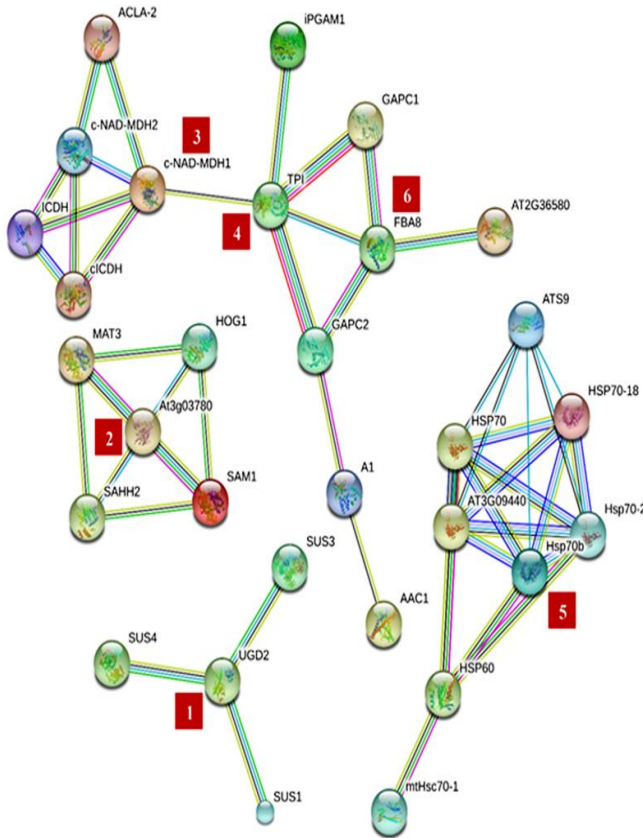 ACLA-2
iPGAM1
GAPC1
c-NAD-MDH2
3
c-NAD-MDH1
TPI
6
ICDH
4
FBA8
AT2G36580
cICDH
GAPC2
ATS9
MAT3
HOG1
HSP70-18
At3g03780
HSP70
2
A1
AT3G09440
Hsp70-2
SAHH2
SAM1
Hsp70b
SUS3
AAC1
5
SUS4
UGD2
HSP60
1
SUS1
mtHsc70-1